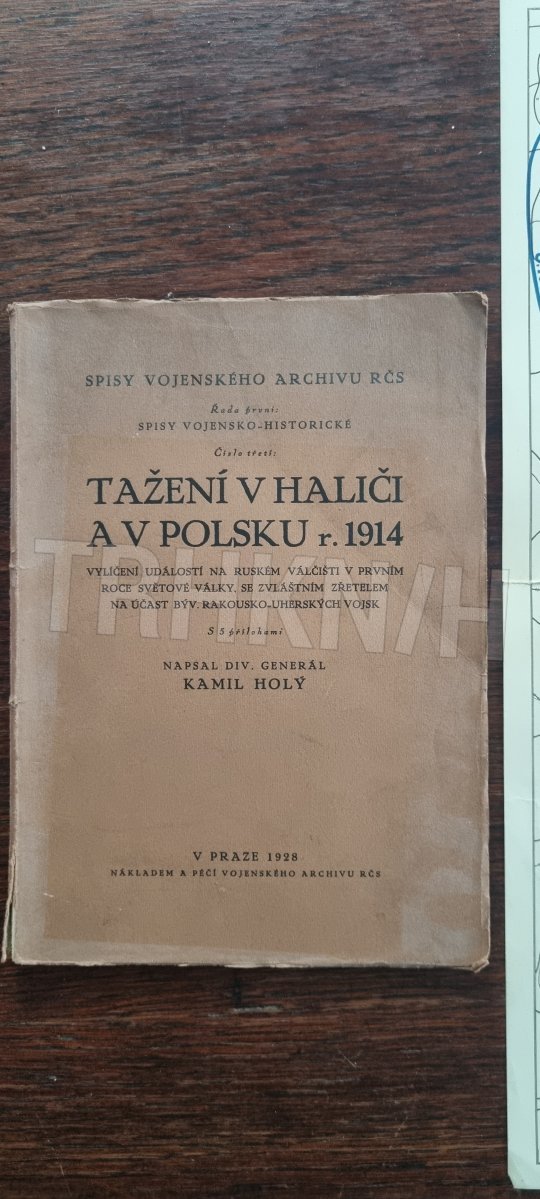 SPISY VOJENSKÉHO ARCHIVU RČS
Řada první:
SPISY VOJENSKO-HISTORICKÉ
Číslo třetí:
TAŽENÍ V HALIČI
A V POLSKU r. 1914
VYLÍČENÍ UDÁLOSTÍ NA RUSKÉM VÁLČIŠTI V PRVNÍM
ROCE SVĚTOVÉ VÁLKY, SE ZVLÁŠTNÍM ZŘETELEM
NA ÚČAST BÝV. RAKOUSKO-UHERSKÝCH VOJSK
S 5 přílohami
NAPSAL DIV. GENERÁL
KAMIL HOLÝ
V PRAZE 1928
NÁKLADEM A PÉČÍ VOJENSKÉHO ARCHIVU RČS
TRHKNIH